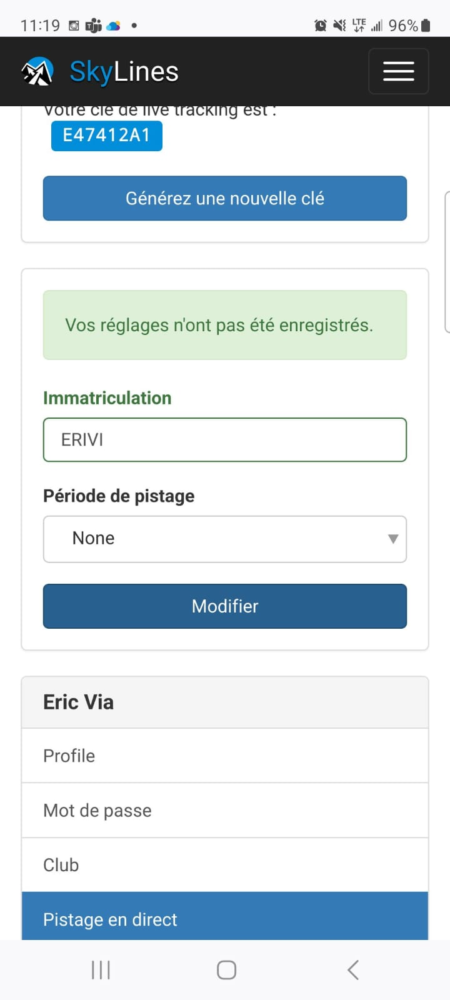 11:19
LTE 96%
SkyLines
Votre clé de live tracking est :
E47412A1
Générez une nouvelle clé
Vos réglages n'ont pas été enregistrés.
Immatriculation
ERIVI
Période de pistage
None
Modifier
Eric Via
Profile
Mot de passe
Club
Pistage en direct